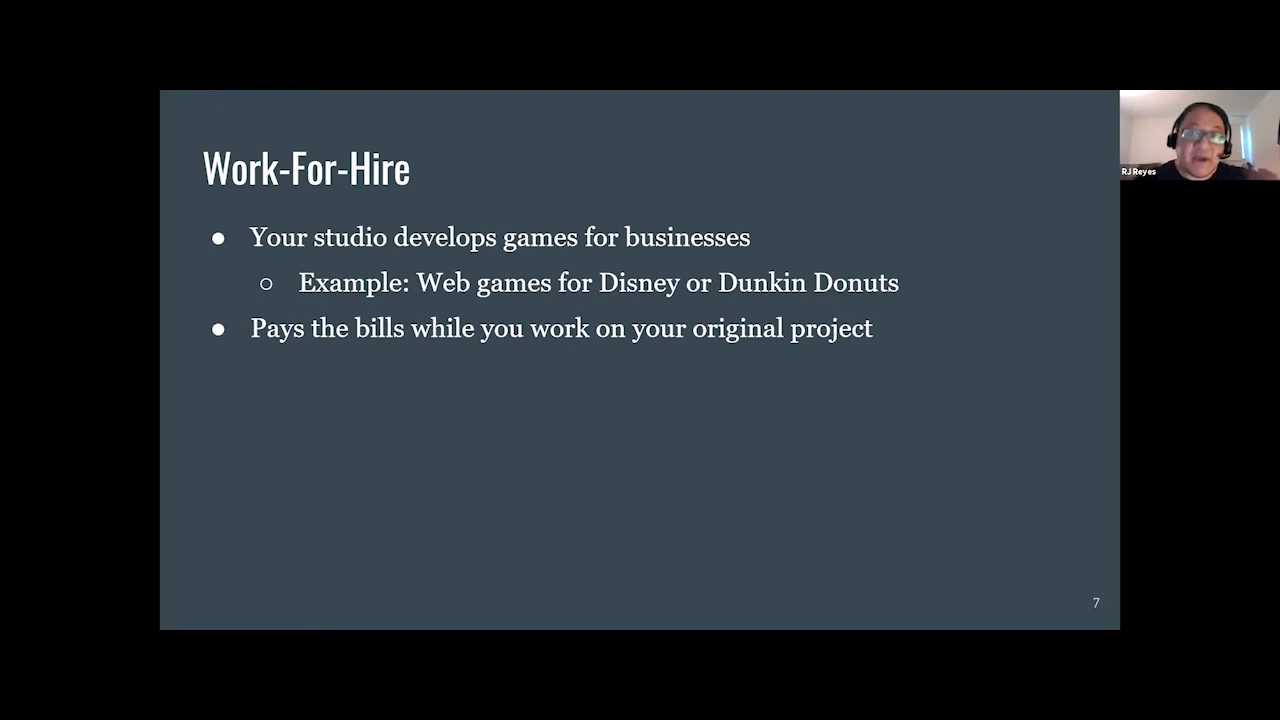 Work-For-Hire
● Your studio develops games for businesses
○ Example: Web games for Disney or Dunkin Donuts
● Pays the bills while you work on your original project
7
RJ Reyes